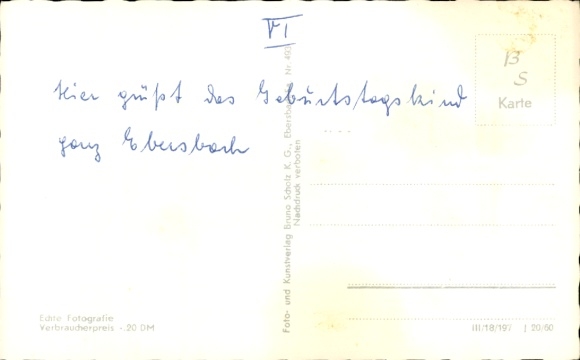 VI
Hier grüßt das Geburtstagskind
ganz Ebersbach
B
S
Karte
Foto- und Kunstverlag Bruno Scholz K. G., Ebersbach
Nachdruck verboten
Echte Fotografie
Verbraucherpreis -.20 DM
III/18/197 J 20/60